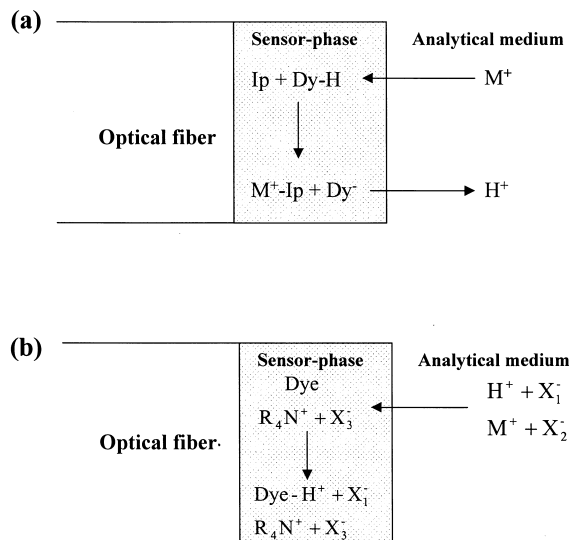 (a)
Sensor-phase Analytical medium
Ip + Dy-H M⁺
Optical fiber
M⁺-Ip + Dy⁻ H⁺
(b)
Sensor-phase Analytical medium
Dye H⁺ + X₁⁻
R₄N⁺ + X₃⁻ M⁺ + X₂⁻
Optical fiber.
Dye - H⁺ + X₁⁻
R₄N⁺ + X₃⁻